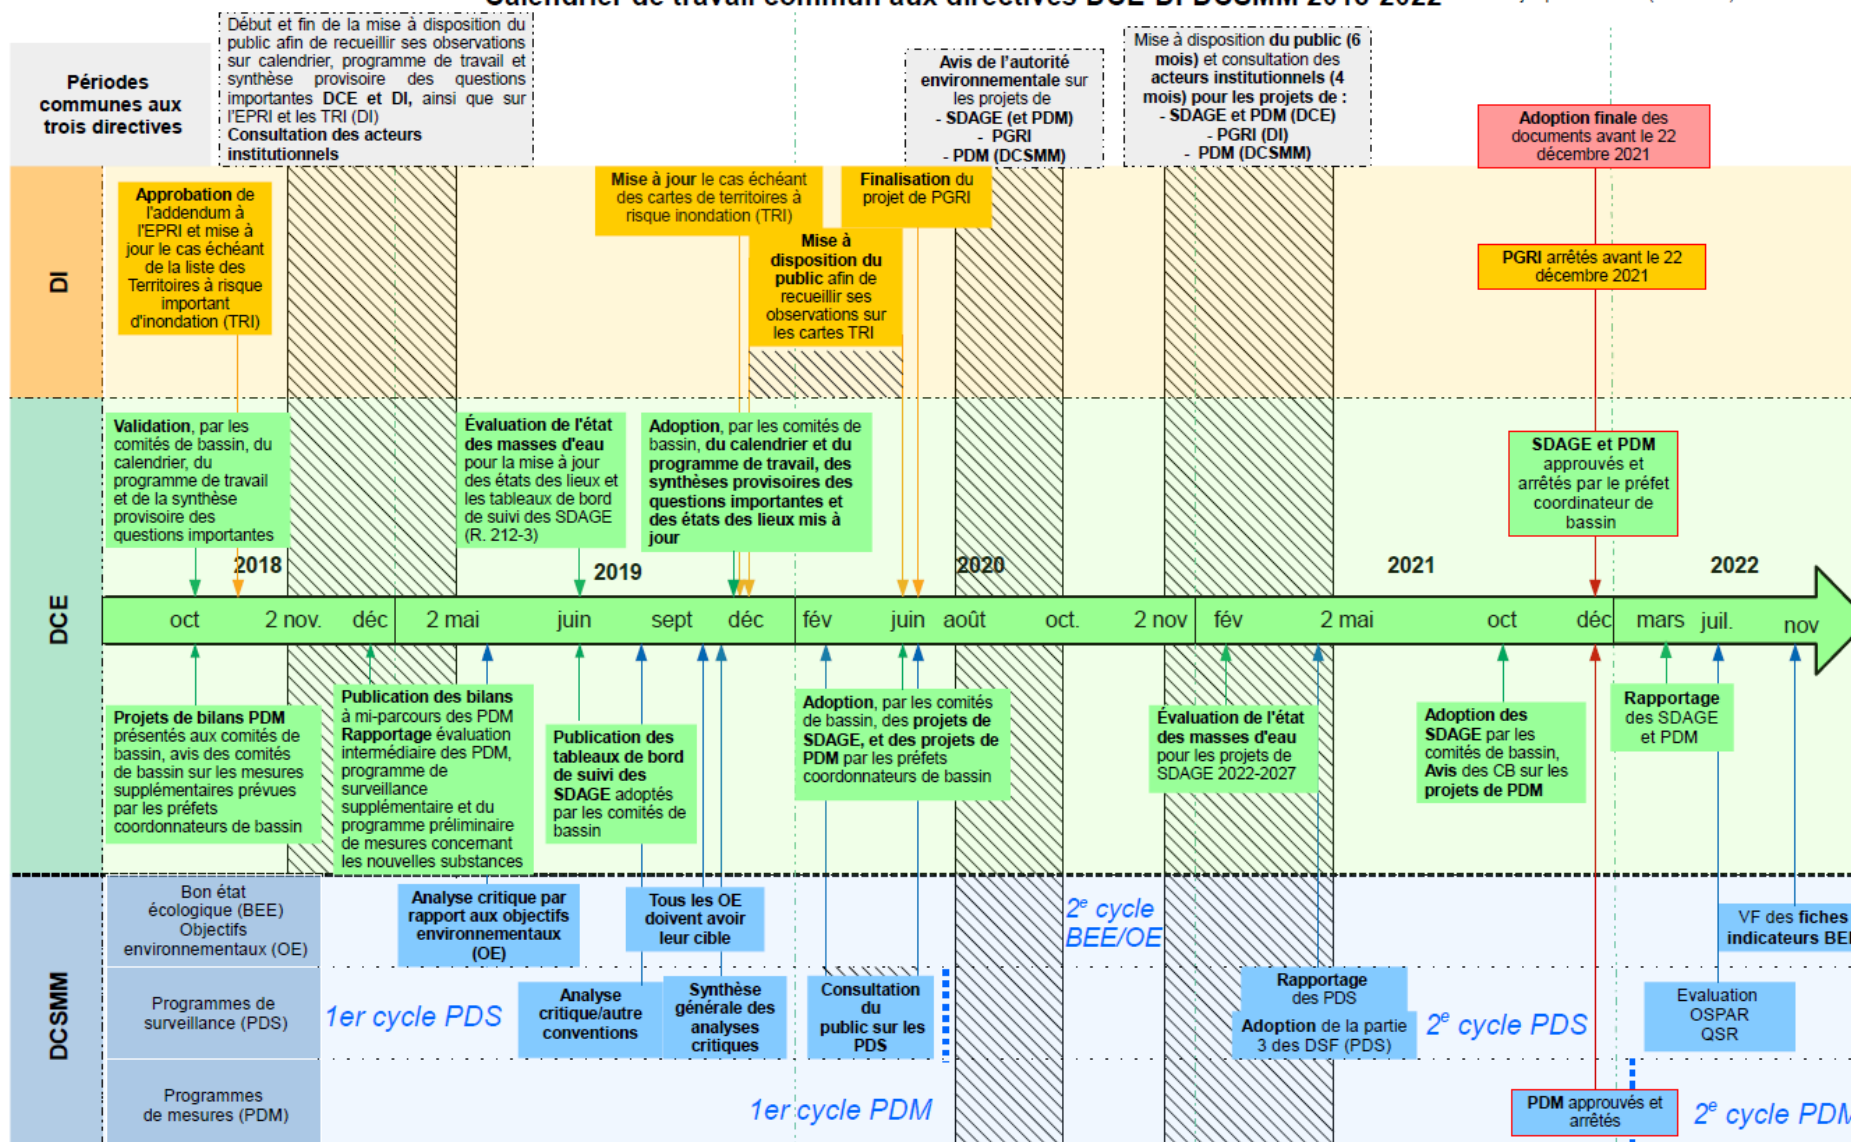 Calendrier de travail commun aux directives DCE-DI-DCSMM 2018-2022
Périodes
communes aux
trois directives
Début et fin de la mise à disposition du
public afin de recueillir ses observations
sur calendrier, programme de travail et
synthèse provisoire des questions
importantes DCE et DI, ainsi que sur
l'EPRI et les TRI (DI)
Consultation des acteurs
institutionnels
Avis de l'autorité
environnementale sur
les projets de
- SDAGE (et PDM)
- PGRI
- PDM (DCSMM)
Mise à disposition du public (6
mois) et consultation des
acteurs institutionnels (4
mois) pour les projets de :
- SDAGE et PDM (DCE)
- PGRI (DI)
- PDM (DCSMM)
Adoption finale des
documents avant le 22
décembre 2021
DI
Approbation de
l'addendum à
l'EPRI et mise à
jour le cas échéant
de la liste des
Territoires à risque
important
d'inondation (TRI)
Mise à jour le cas échéant
des cartes de territoires à
risque inondation (TRI)
Finalisation du
projet de PGRI
Mise à
disposition du
public afin de
recueillir ses
observations sur
les cartes TRI
PGRI arrêtés avant le 22
décembre 2021
DCE
Validation, par les
comités de bassin, du
calendrier, du
programme de travail
et de la synthèse
provisoire des
questions importantes
Évaluation de l'état
des masses d'eau
pour la mise à jour
des états des lieux et
les tableaux de bord
de suivi des SDAGE
(R. 212-3)
Adoption, par les comités de
bassin, du calendrier et du
programme de travail, des
synthèses provisoires des
questions importantes et
des états des lieux mis à
jour
SDAGE et PDM
approuvés et
arrêtés par le préfet
coordinateur de
bassin
2018
2019
2020
2021
2022
oct
2 nov.
déc
2 mai
juin
sept
déc
fév
juin
août
oct.
2 nov
fév
2 mai
oct
déc
mars
juil.
nov
Projets de bilans PDM
présentés aux comités de
bassin, avis des comités
de bassin sur les mesures
supplémentaires prévues
par les préfets
coordonnateurs de bassin
Publication des bilans
à mi-parcours des PDM
Rapportage évaluation
intermédiaire des PDM,
programme de
surveillance
supplémentaire et du
programme préliminaire
de mesures concernant
les nouvelles substances
Publication des
tableaux de bord
de suivi des
SDAGE adoptés
par les comités de
bassin
Adoption, par les comités
de bassin, des projets de
SDAGE, et des projets de
PDM par les préfets
coordonnateurs de bassin
Évaluation de l'état
des masses d'eau
pour les projets de
SDAGE 2022-2027
Adoption des
SDAGE par les
comités de bassin,
Avis des CB sur les
projets de PDM
Rapportage
des SDAGE
et PDM
DCSMM
Bon état
écologique (BEE)
Objectifs
environnementaux (OE)
Analyse critique par
rapport aux objectifs
environnementaux
(OE)
Tous les OE
doivent avoir
leur cible
2e cycle
BEE/OE
VF des fiches
indicateurs BEE
Programmes de
surveillance (PDS)
1er cycle PDS
Analyse
critique/autre
conventions
Synthèse
générale des
analyses
critiques
Consultation
du
public sur les
PDS
Rapportage
des PDS
Adoption de la partie
3 des DSF (PDS)
2e cycle PDS
Evaluation
OSPAR
QSR
Programmes
de mesures (PDM)
1er cycle PDM
PDM approuvés et
arrêtés
2e cycle PDM